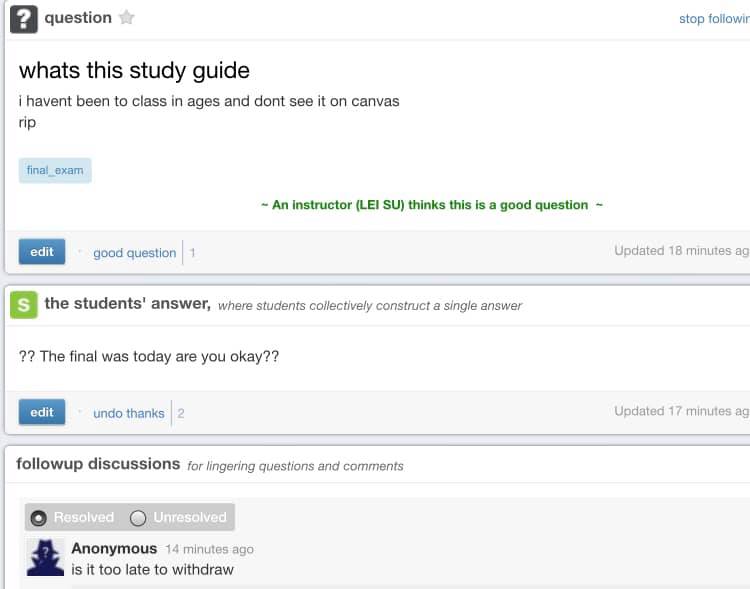 ? question stop followin
whats this study guide
i havent been to class in ages and dont see it on canvas
rip
final_exam
~ An instructor (LEI SU) thinks this is a good question ~
edit · good question 1 Updated 18 minutes ag
S the students' answer, where students collectively construct a single answer
?? The final was today are you okay??
edit · undo thanks 2 Updated 17 minutes ag
followup discussions for lingering questions and comments
Resolved Unresolved
Anonymous 14 minutes ago
is it too late to withdraw